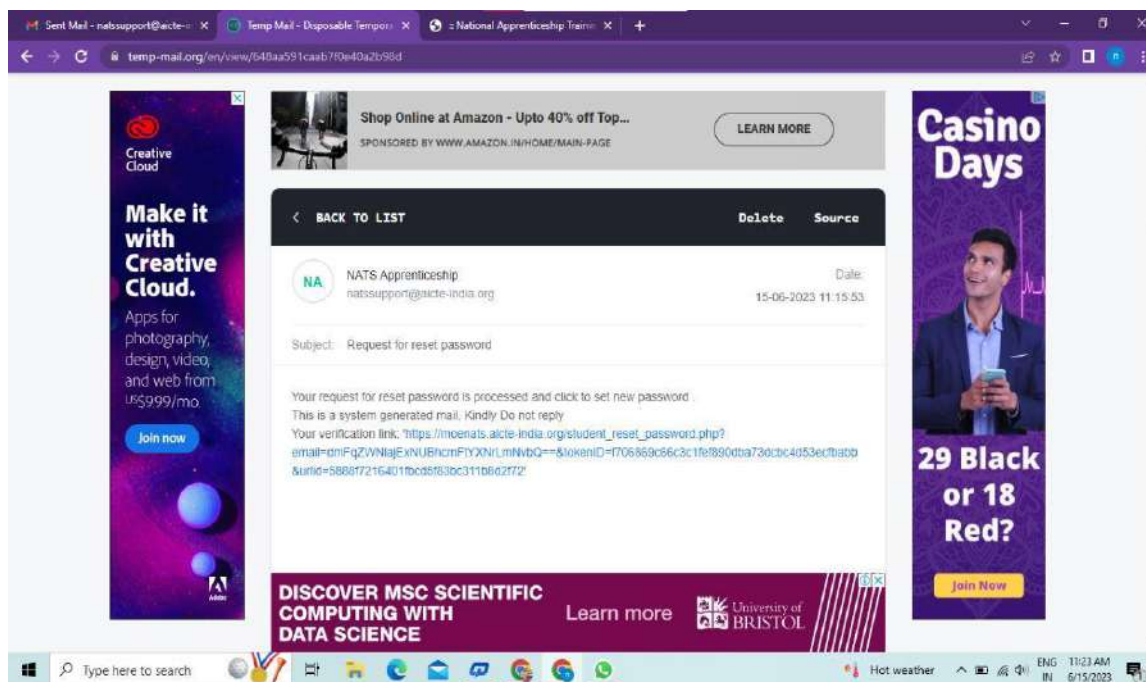 Sent Mail - natssupport@aicte-i
Temp Mail - Disposable Tempor
:: National Apprenticeship Trainin
temp-mail.org/en/view/648aa591caab7f0e40a2b98d
Creative
Cloud
Make it
with
Creative
Cloud.
Apps for
photography,
design, video,
and web from
US$9.99/mo.
Join now
Adobe
Shop Online at Amazon - Upto 40% off Top...
SPONSORED BY WWW.AMAZON.IN/HOME/MAIN-PAGE
LEARN MORE
BACK TO LIST
Delete Source
NA
NATS Apprenticeship
natssupport@aicte-india.org
Date:
15-06-2023 11:15:53
Subject: Request for reset password
Your request for reset password is processed and click to set new password .
This is a system generated mail, Kindly Do not reply
Your verification link: 'https://moenats.aicte-india.org/student_reset_password.php?
DISCOVER MSC SCIENTIFIC
COMPUTING WITH
DATA SCIENCE
Learn more
University of
BRISTOL
Casino
Days
29 Black
or 18
Red?
Join Now
Type here to search
Hot weather
ENG
IN
11:23 AM
6/15/2023